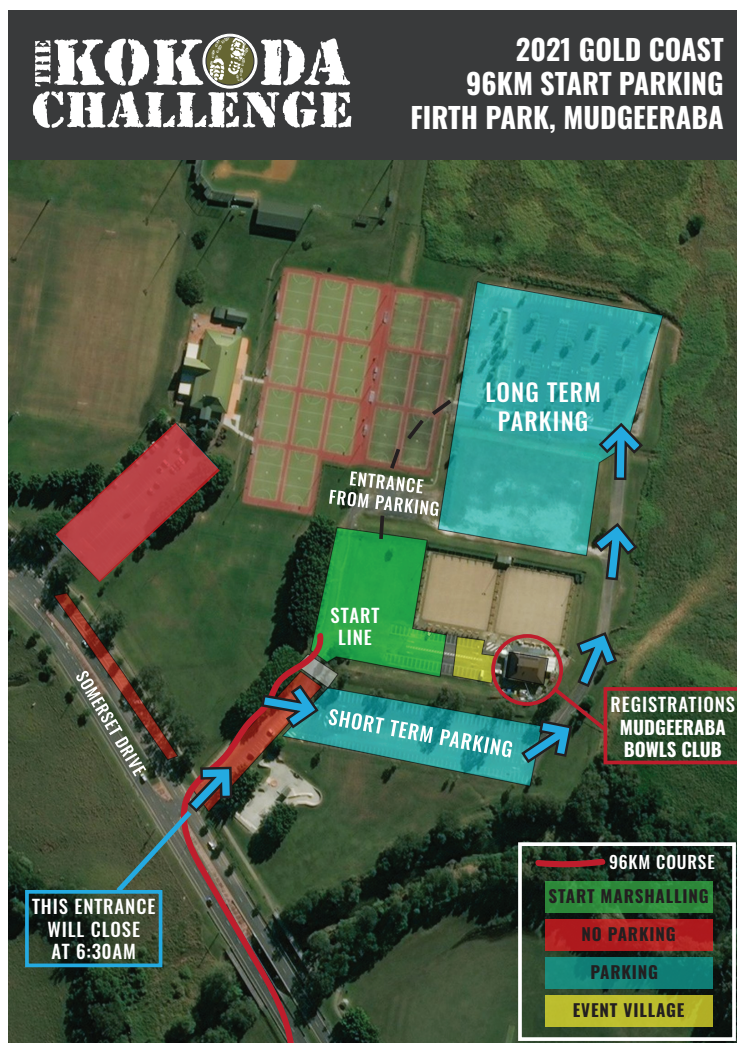 THE
KOKODA
CHALLENGE
2021 GOLD COAST
96KM START PARKING
FIRTH PARK, MUDGEERABA
LONG TERM
PARKING
ENTRANCE
FROM PARKING
START
LINE
SOMERSET DRIVE
SHORT TERM PARKING
REGISTRATIONS
MUDGEERABA
BOWLS CLUB
THIS ENTRANCE
WILL CLOSE
AT 6:30AM
96KM COURSE
START MARSHALLING
NO PARKING
PARKING
EVENT VILLAGE